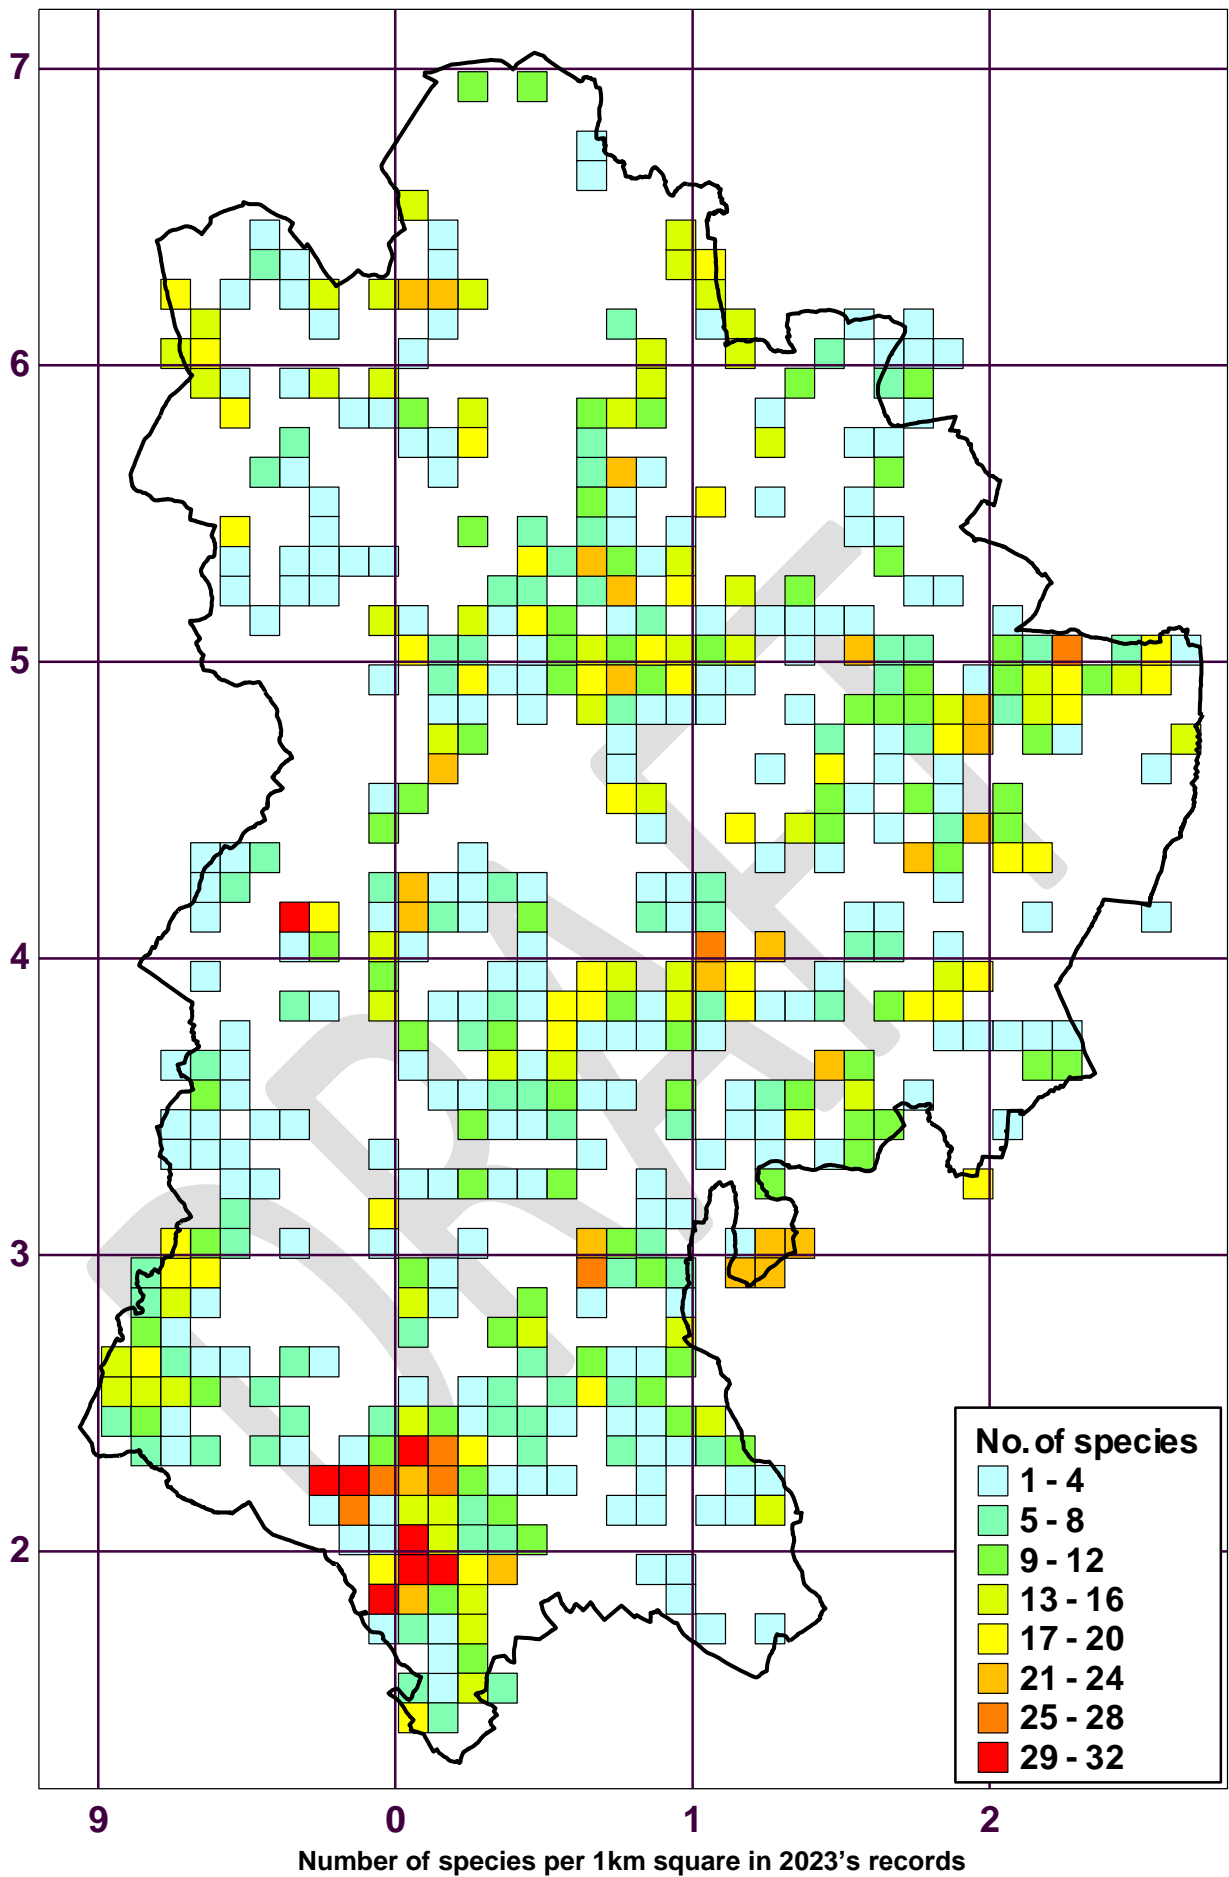 7
6
5
4
3
2
DRAFT
No. of species
1 - 4
5 - 8
9 - 12
13 - 16
17 - 20
21 - 24
25 - 28
29 - 32
9 0 1 2
Number of species per 1km square in 2023's records